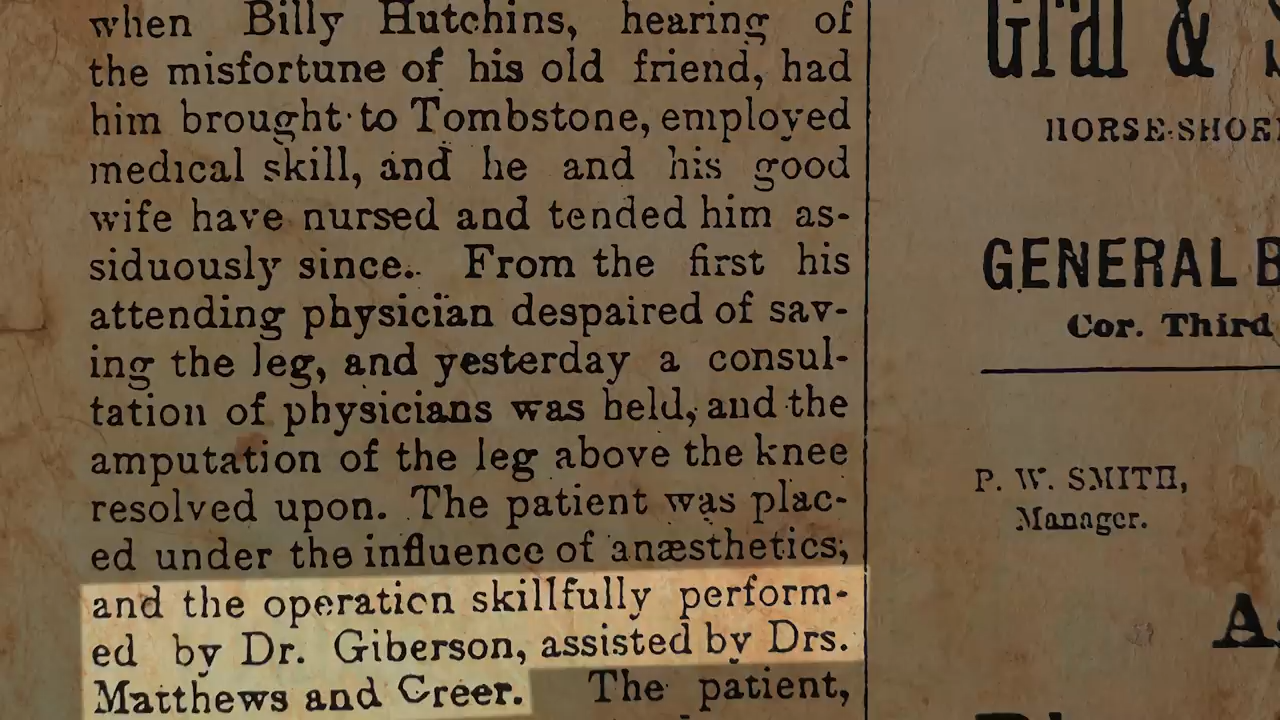 when Billy Hutchins, hearing of
the misfortune of his old friend, had
him brought to Tombstone, employed
medical skill, and he and his good
wife have nursed and tended him as-
siduously since. From the first his
attending physician despaired of sav-
ing the leg, and yesterday a consul-
tation of physicians was held, and the
amputation of the leg above the knee
resolved upon. The patient was plac-
ed under the influence of anæsthetics,
and the operation skillfully perform-
ed by Dr. Giberson, assisted by Drs.
Matthews and Greer. The patient,
&
HORSE-SHOE
GENERAL B
Cor. Third
P. W. SMITH,
Manager.